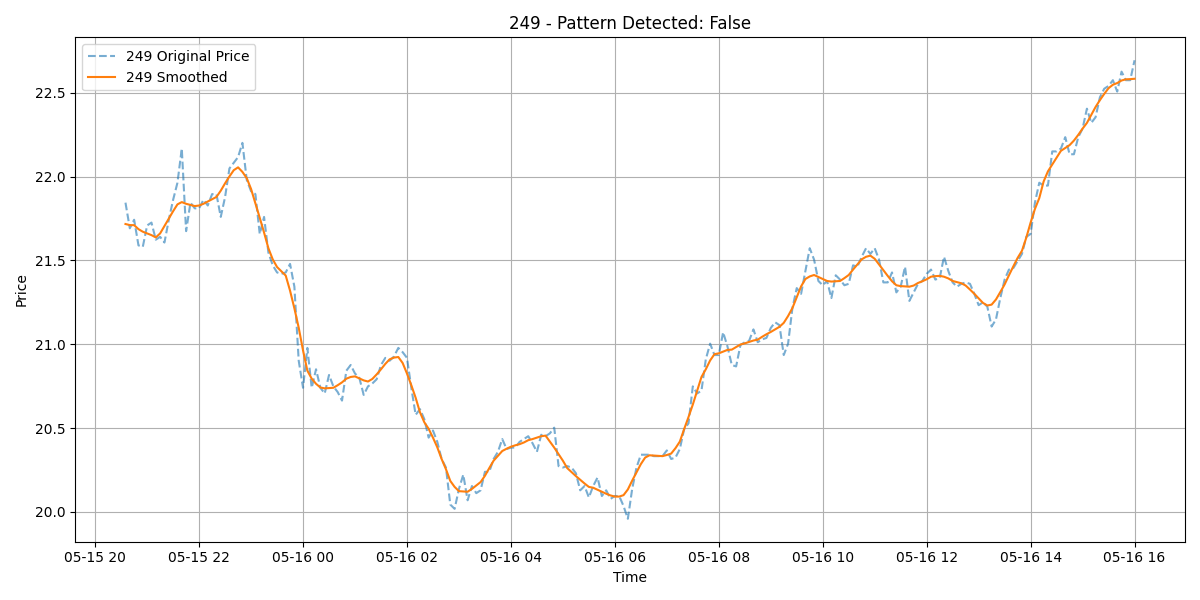 249 - Pattern Detected: False
249 Original Price
249 Smoothed
Price
22.5
22.0
21.5
21.0
20.5
20.0
05-15 20 05-15 22 05-16 00 05-16 02 05-16 04 05-16 06 05-16 08 05-16 10 05-16 12 05-16 14 05-16 16
Time